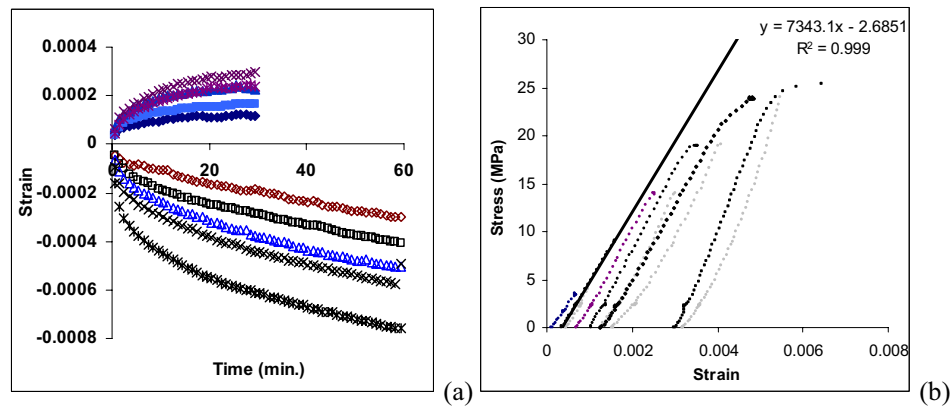 0.0004
0.0002
0
-0.0002
-0.0004
-0.0006
-0.0008
0 20 40 60
Strain
Time (min.)
(a)
y = 7343.1x - 2.6851
R² = 0.999
30
25
20
15
10
5
0
0 0.002 0.004 0.006 0.008
Stress (MPa)
Strain
(b)